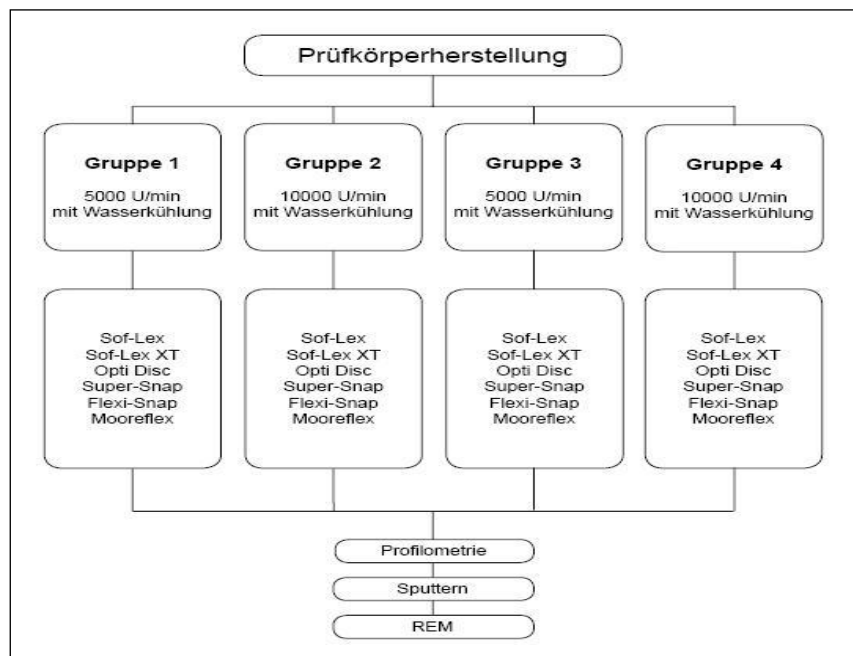 Prüfkörperherstellung
Gruppe 1
5000 U/min
mit Wasserkühlung
Gruppe 2
10000 U/min
mit Wasserkühlung
Gruppe 3
5000 U/min
mit Wasserkühlung
Gruppe 4
10000 U/min
mit Wasserkühlung
Sof-Lex
Sof-Lex XT
Opti Disc
Super-Snap
Flexi-Snap
Mooreflex
Sof-Lex
Sof-Lex XT
Opti Disc
Super-Snap
Flexi-Snap
Mooreflex
Sof-Lex
Sof-Lex XT
Opti Disc
Super-Snap
Flexi-Snap
Mooreflex
Sof-Lex
Sof-Lex XT
Opti Disc
Super-Snap
Flexi-Snap
Mooreflex
Profilometrie
Sputtern
REM